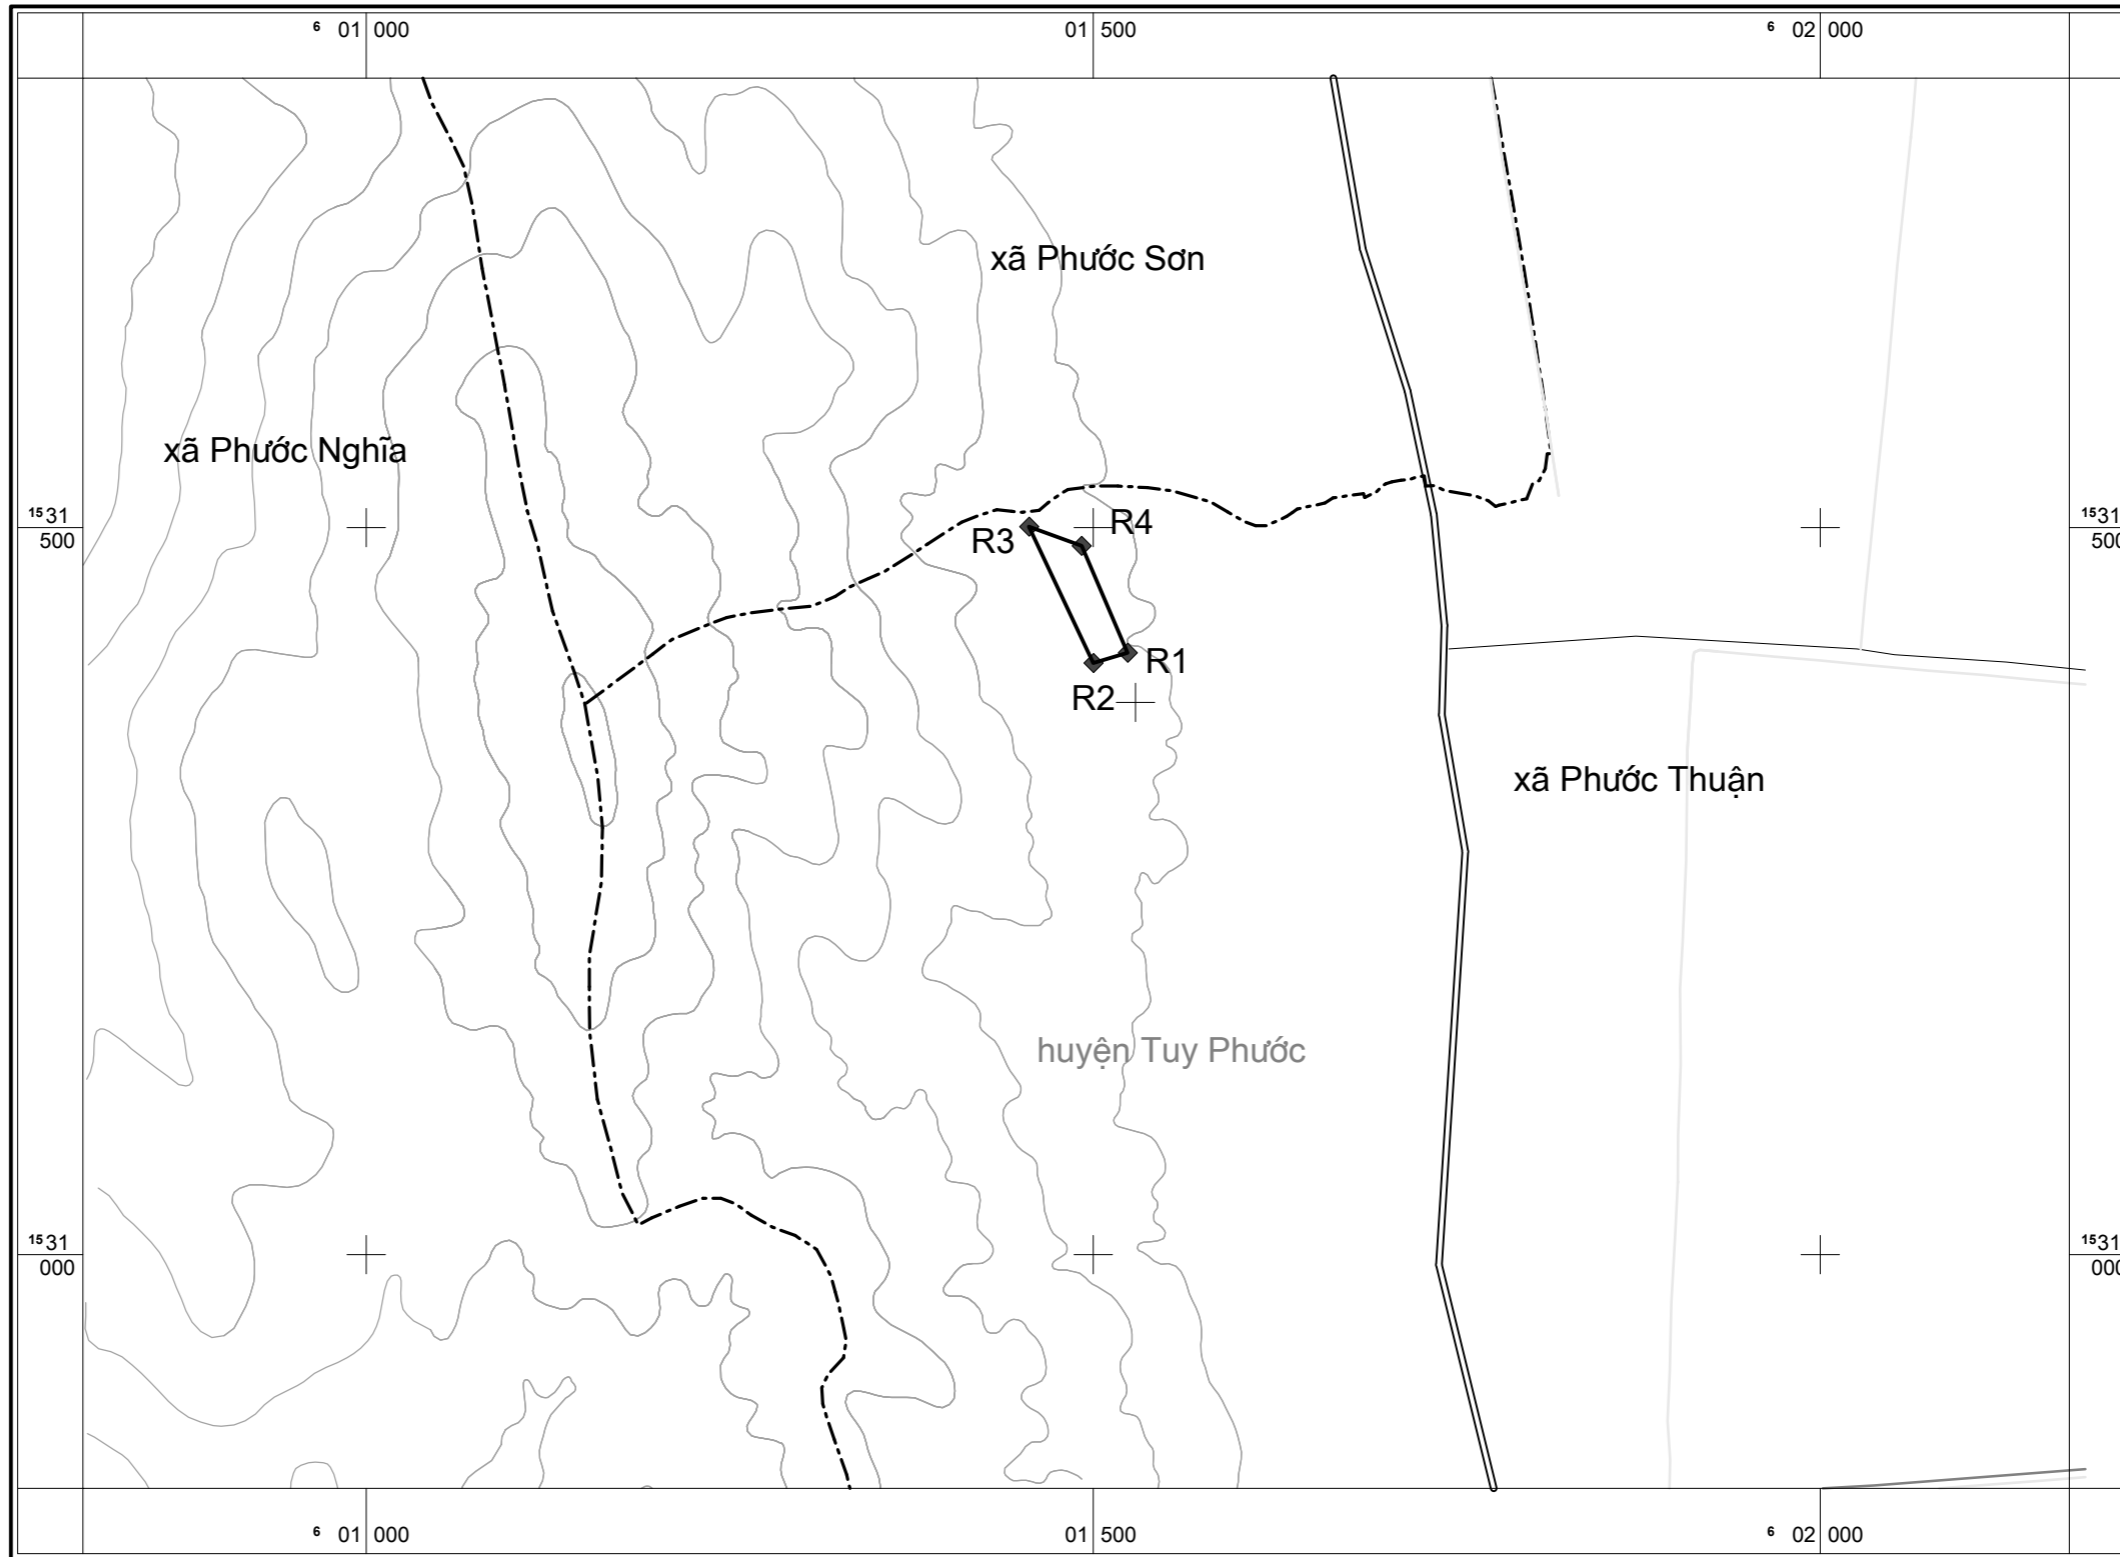 6 01 000
01 500
6 02 000
xã Phước Sơn
xã Phước Nghĩa
1531
500
R3
R4
1531
500
R1
R2
xã Phước Thuận
huyện Tuy Phước
1531
000
1531
000
6 01 000
01 500
6 02 000